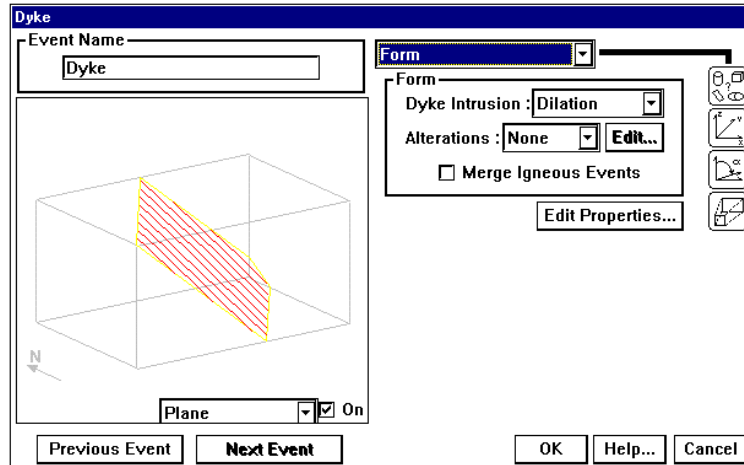 Dyke
Event Name
Dyke
Form
Form
Dyke Intrusion : Dilation
Alterations : None Edit...
Merge Igneous Events
Edit Properties...
z
Y
X
α
N
Plane On
Previous Event Next Event OK Help... Cancel